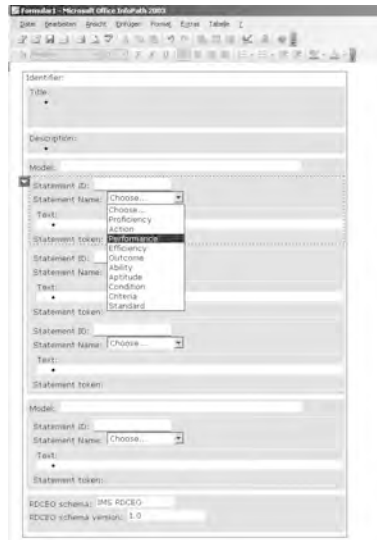 Formular1 - Microsoft Office InfoPath 2003
Datei Bearbeiten Ansicht Einfügen Format Extras Tabelle ?
Identifier:
Title
Description:
Model:
Statement ID:
Statement Name: Choose...
Choose...
Text:
Proficiency
Action
Statement token: Performance
Efficiency
Statement ID: Outcome
Statement Name: Ability
Aptitude
Text: Condition
Criteria
Statement token: Standard
Statement ID:
Statement Name: Choose...
Text:
Statement token:
Model:
Statement ID:
Statement Name: Choose...
Text:
Statement token:
RDCEO schema: IMS RDCEO
RDCEO schema version: 1.0